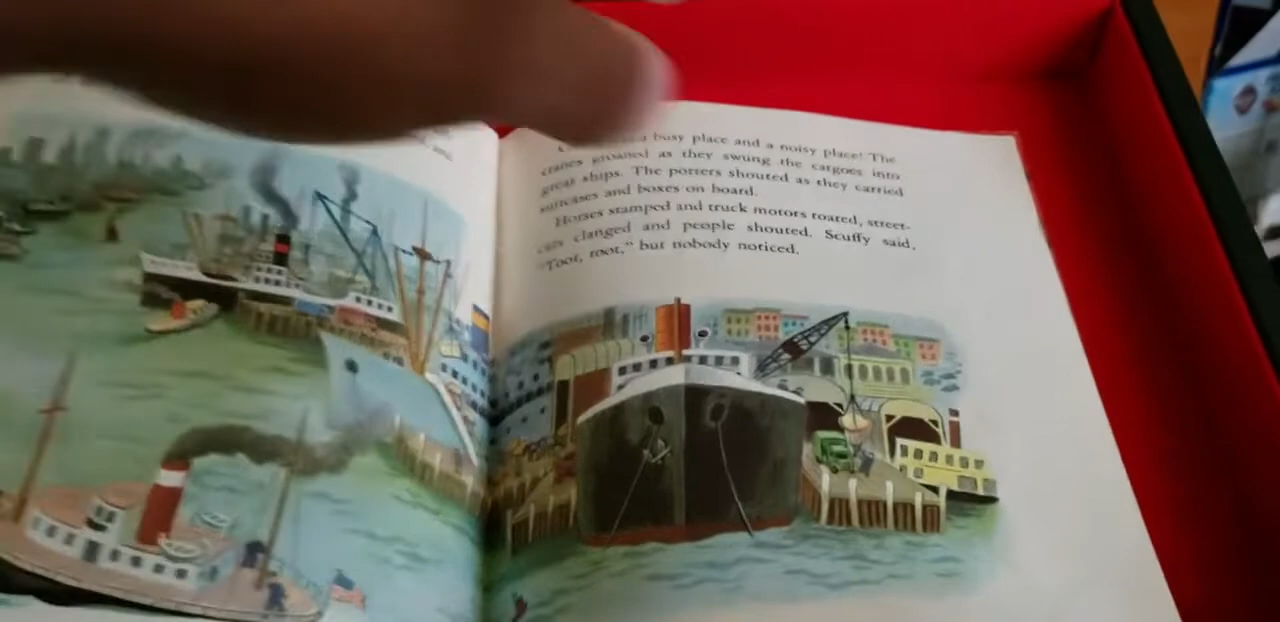 busy place and a noisy place! The
cranes groaned as they swung the cargoes into
great ships. The porters shouted as they carried
suitcases and boxes on board.
Horses stamped and truck motors roared, street-
cars clanged and people shouted. Scuffy said,
"Toot, toot," but nobody noticed.